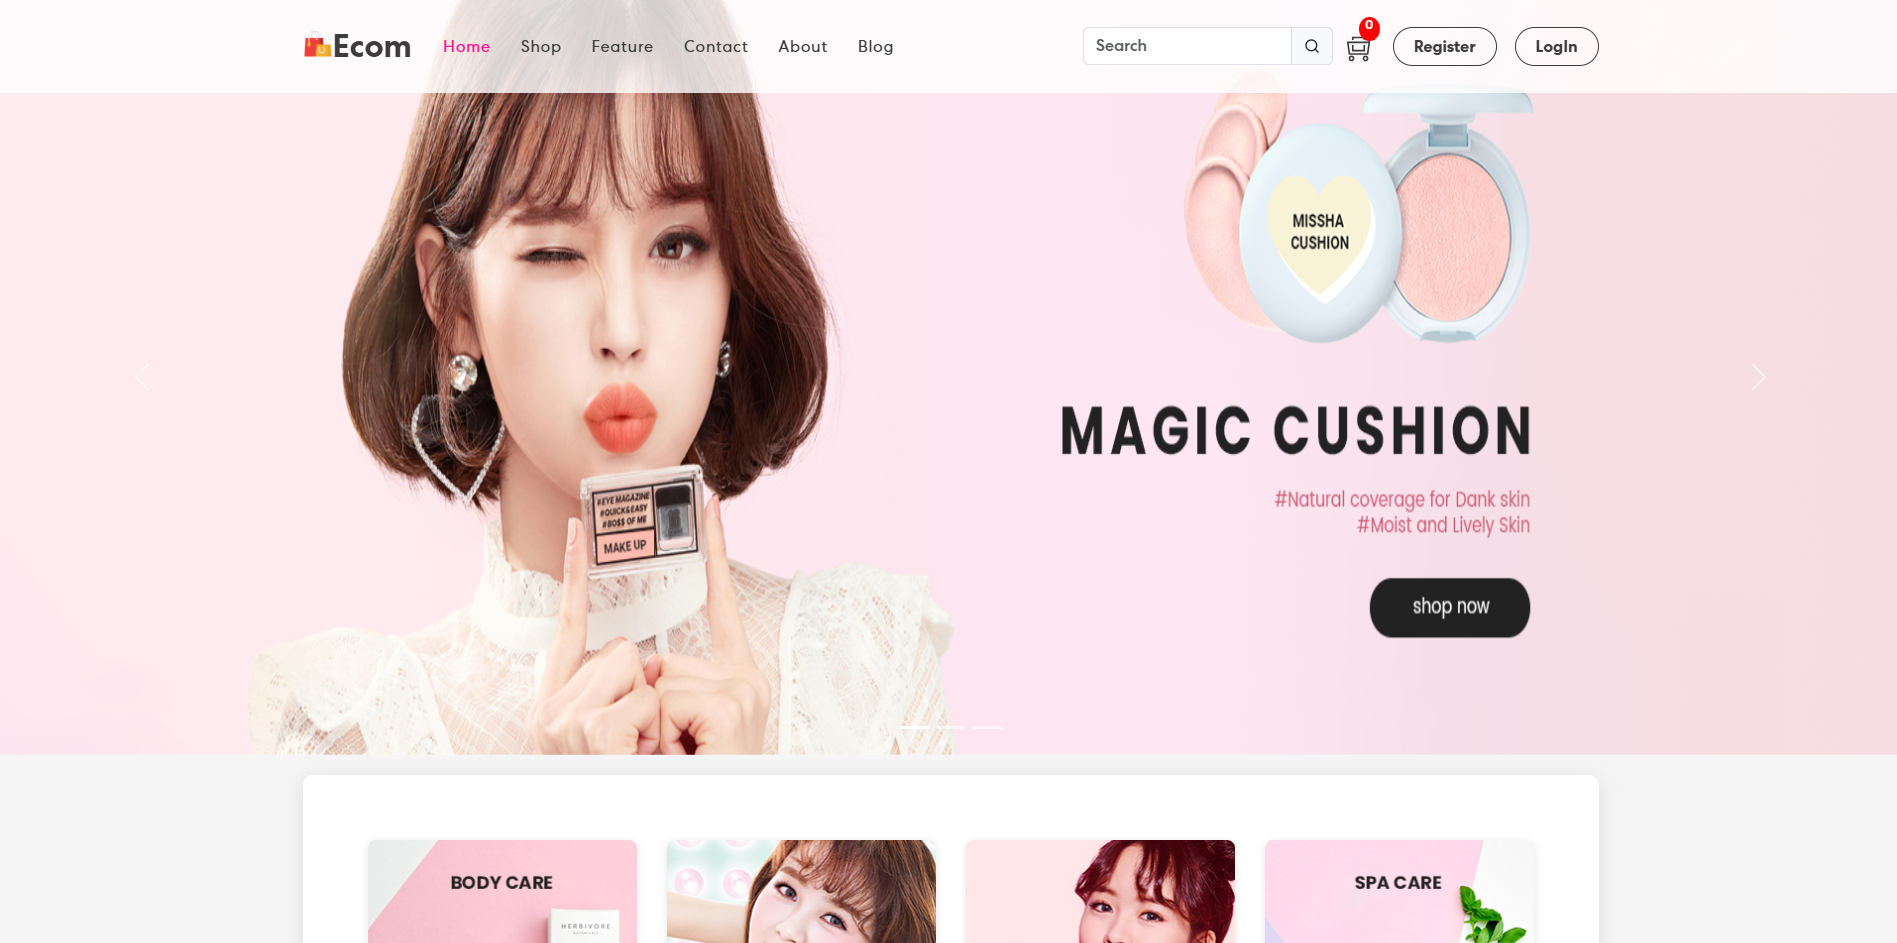 Ecom
Home
Shop
Feature
Contact
About
Blog
Search
0
Register
LogIn
MISSHA
CUSHION
MAGIC CUSHION
#Natural coverage for Dank skin
#Moist and Lively Skin
shop now
#EYE MAGAZINE
#QUICK&EASY
#BO$$ OF ME
MAKE UP
BODY CARE
HERBIVORE
BOTANICALS
SPA CARE